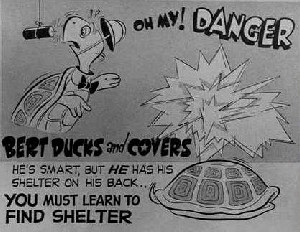 OH MY! DANGER
BERT DUCKS and COVERS
HE'S SMART, BUT HE HAS HIS
SHELTER ON HIS BACK...
YOU MUST LEARN TO
FIND SHELTER